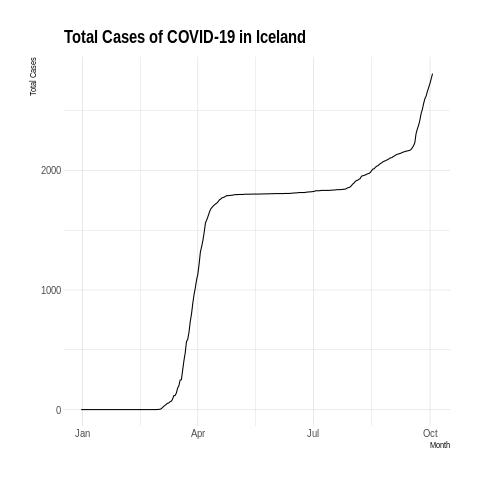 Total Cases of COVID-19 in Iceland
Total Cases
2000
1000
0
Jan Apr Jul Oct
Month